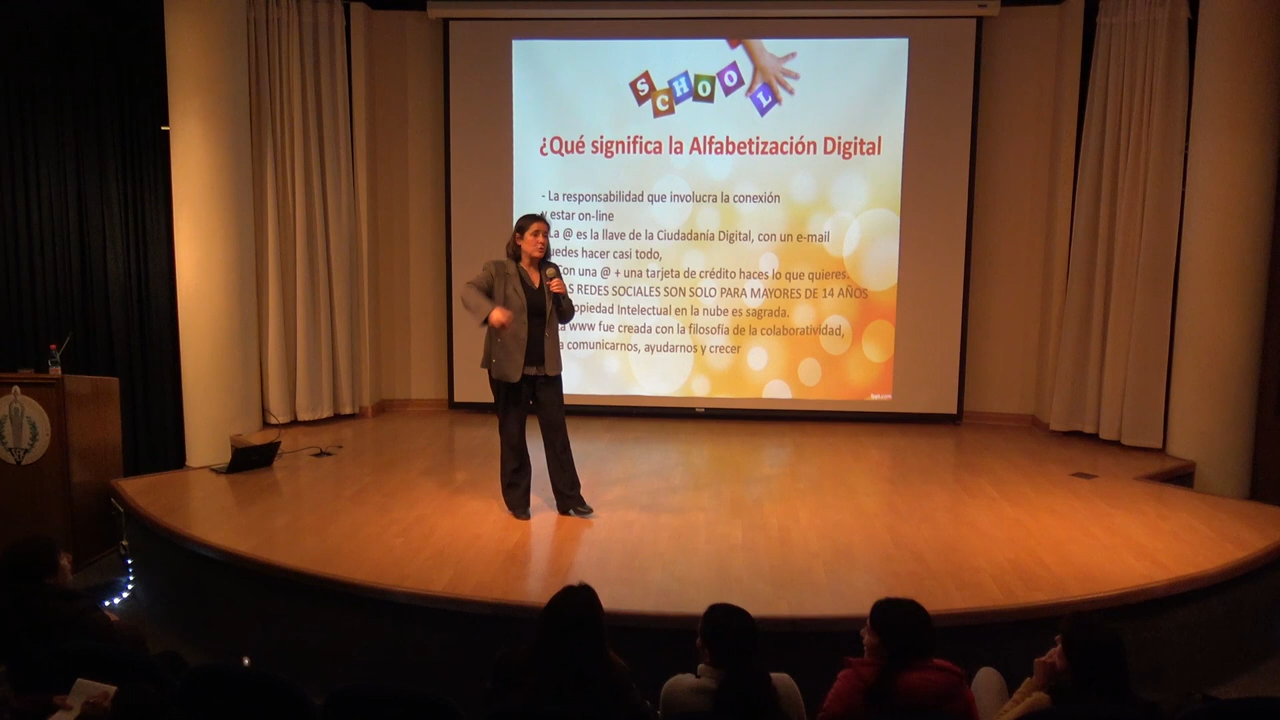 SCHOOL
¿Qué significa la Alfabetización Digital
- La responsabilidad que involucra la conexión
y estar on-line
La @ es la llave de la Ciudadanía Digital, con un e-mail
uedes hacer casi todo,
Con una @ + una tarjeta de crédito haces lo que quieres.
AS REDES SOCIALES SON SOLO PARA MAYORES DE 14 AÑOS
opiedad Intelectual en la nube es sagrada.
a www fue creada con la filosofía de la colaboratividad,
a comunicarnos, ayudarnos y crecer